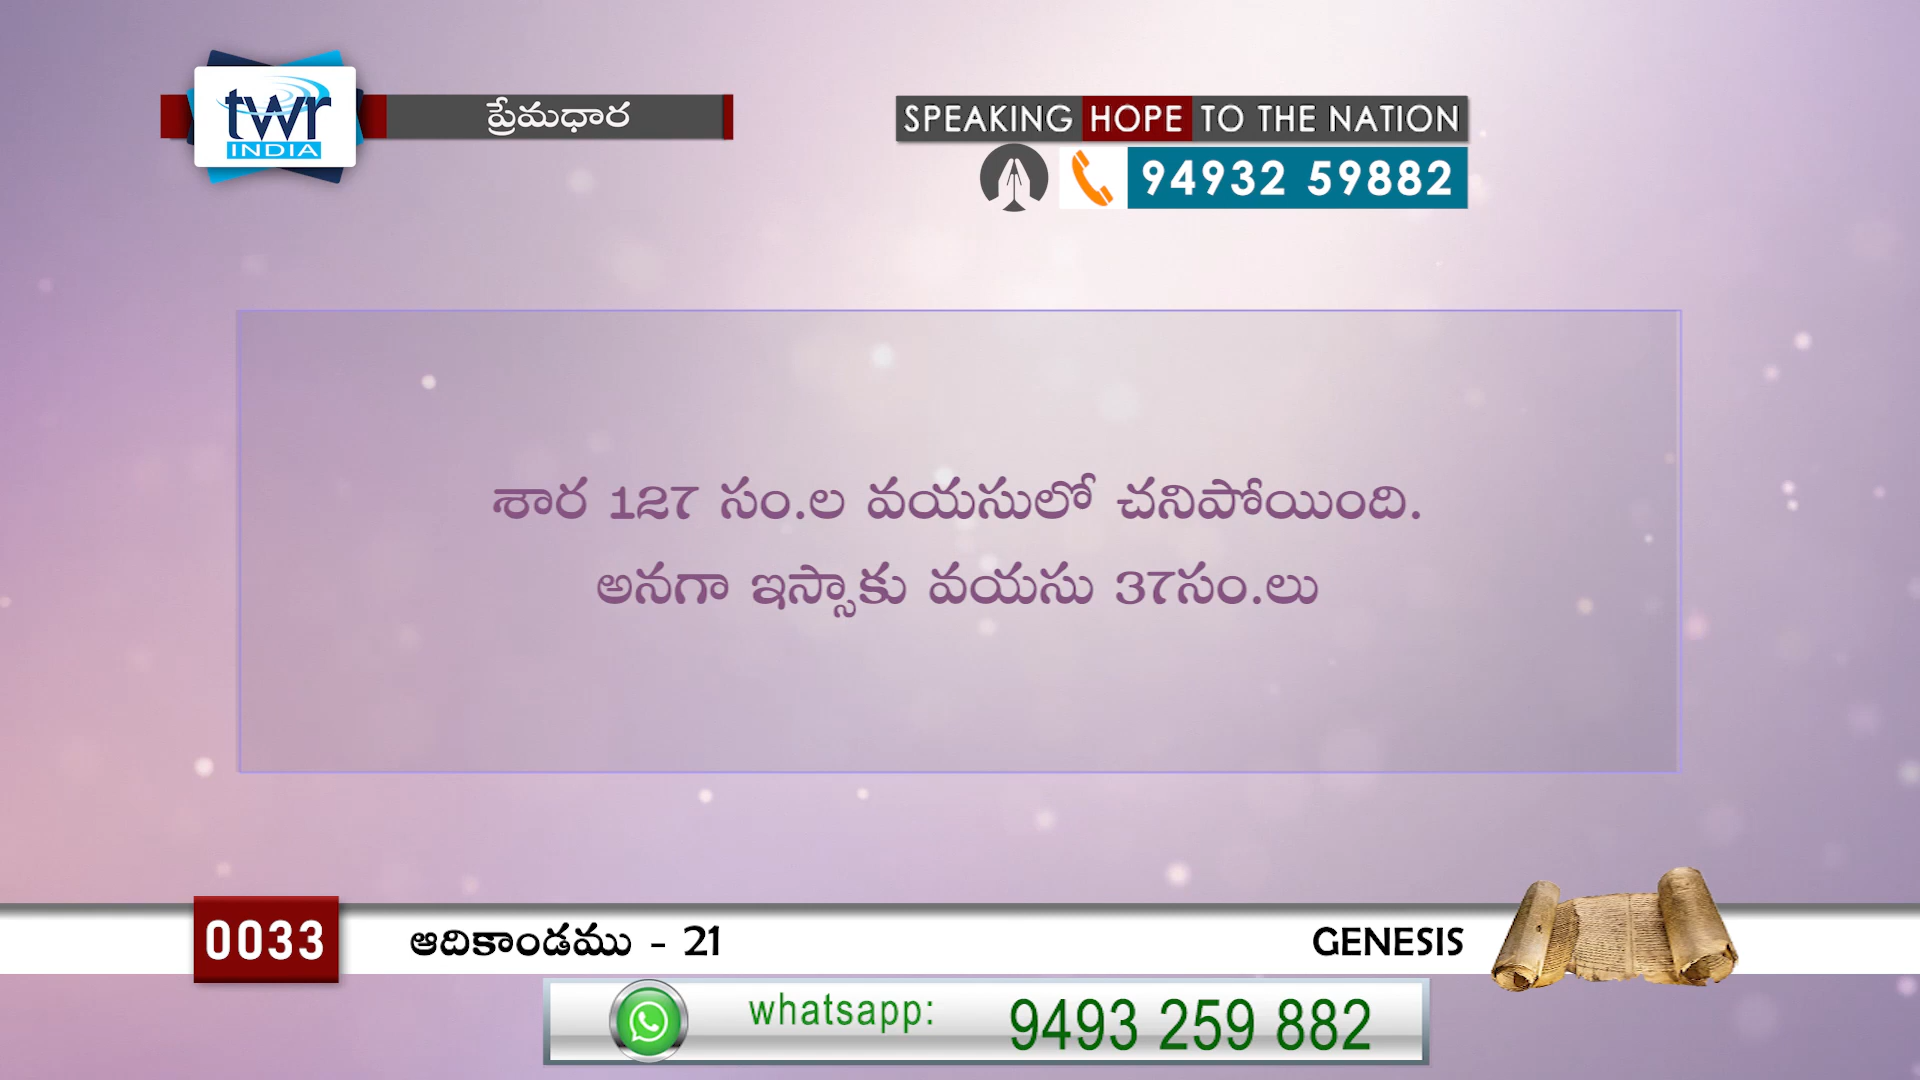 twr
INDIA
ప్రేమధార
SPEAKING HOPE TO THE NATION
94932 59882
శార 127 సం.ల వయసులో చనిపోయింది.
అనగా ఇస్సాకు వయసు 37సం.లు
0033
ఆదికాండము - 21
GENESIS
whatsapp: 9493 259 882